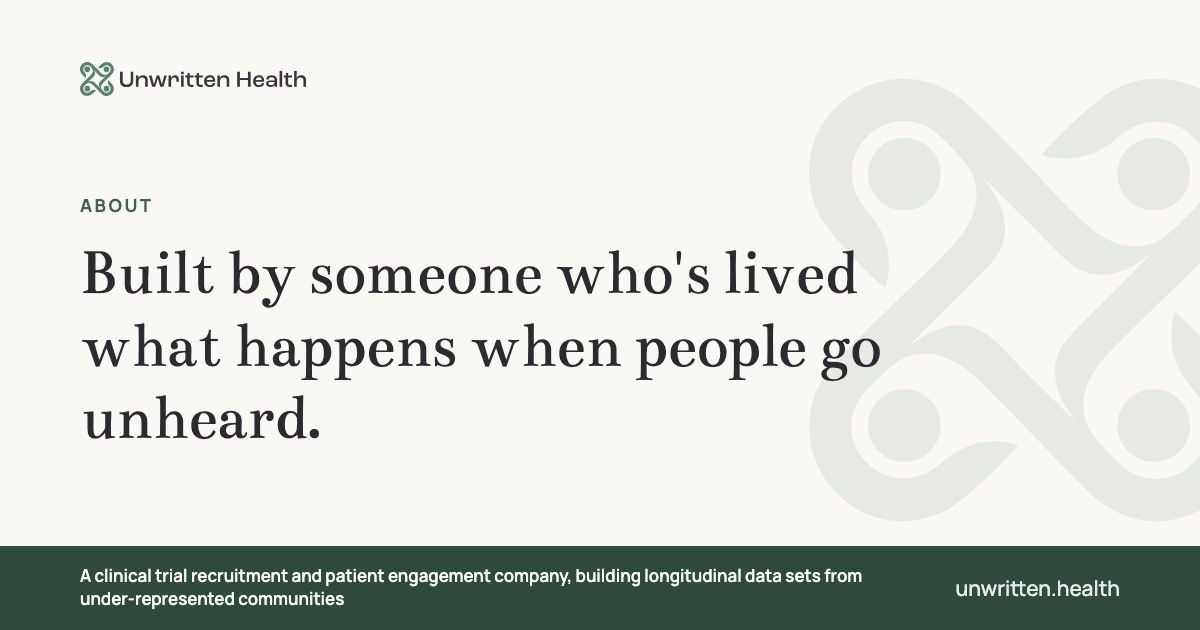 Unwritten Health
ABOUT
Built by someone who's lived
what happens when people go
unheard.
A clinical trial recruitment and patient engagement company, building longitudinal data sets from
under-represented communities
unwritten.health